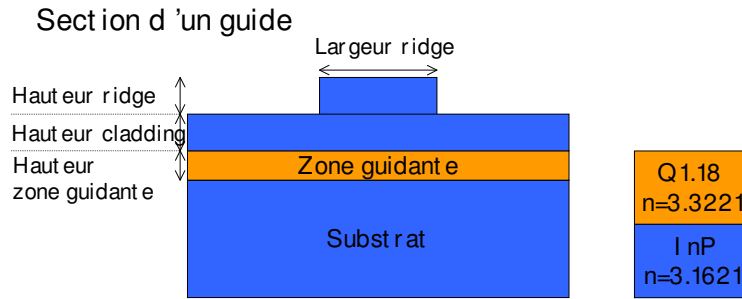 Section d 'un guide
Largeur ridge
Hauteur ridge
Hauteur cladding
Hauteur
zone guidante
Zone guidante
Substrat
Q1.18
n=3.3221
InP
n=3.1621